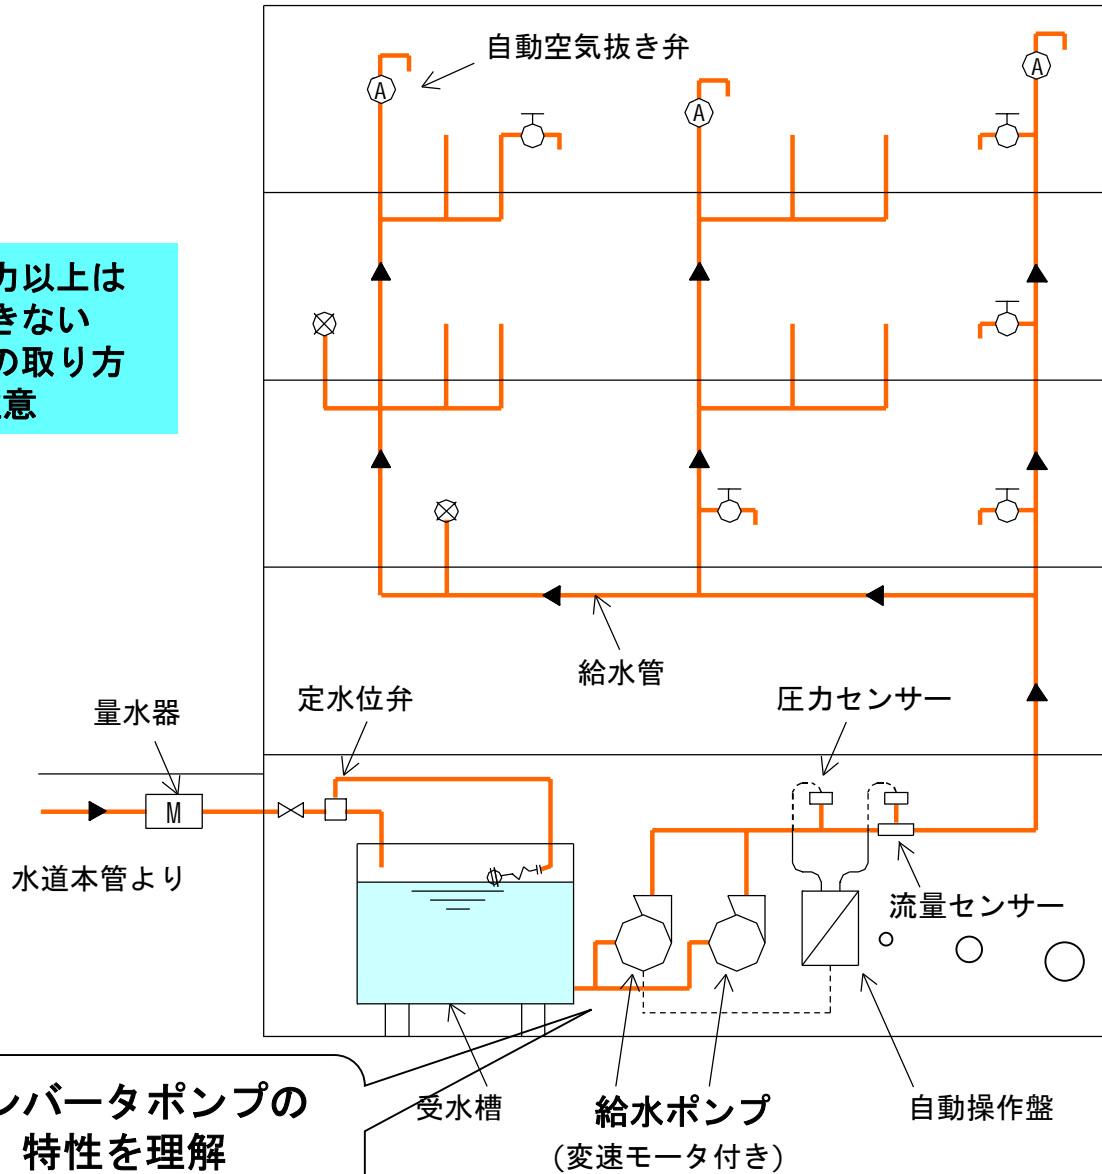 自動空気抜き弁
A
A
A
力以上は
きない
の取り方
意
給水管
定水位弁
圧力センサー
量水器
M
水道本管より
流量センサー
ンバータポンプの
特性を理解
受水槽
給水ポンプ
(変速モータ付き)
自動操作盤